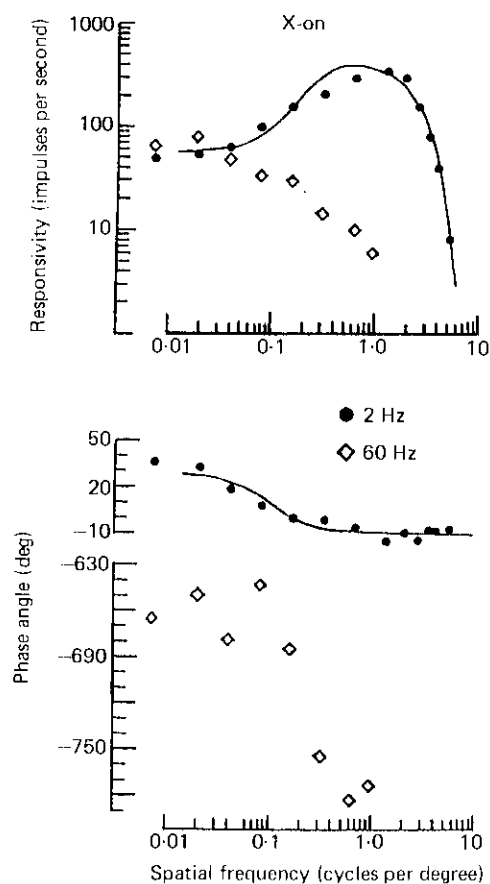 X-on
Responsivity (impulses per second)
1000
100
10
0·01
0·1
1·0
10
● 2 Hz
◇ 60 Hz
Phase angle (deg)
50
20
-10
-630
-690
-750
0·01
0·1
1·0
10
Spatial frequency (cycles per degree)